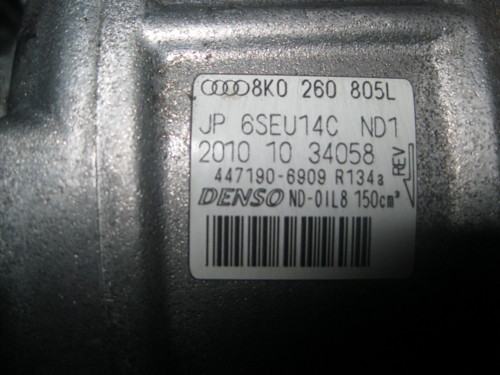 8K0 260 805L
JP 6SEU14C ND1
2010 10 34058
447190-6909 R134a
DENSO ND-OIL8 150cm³
REV